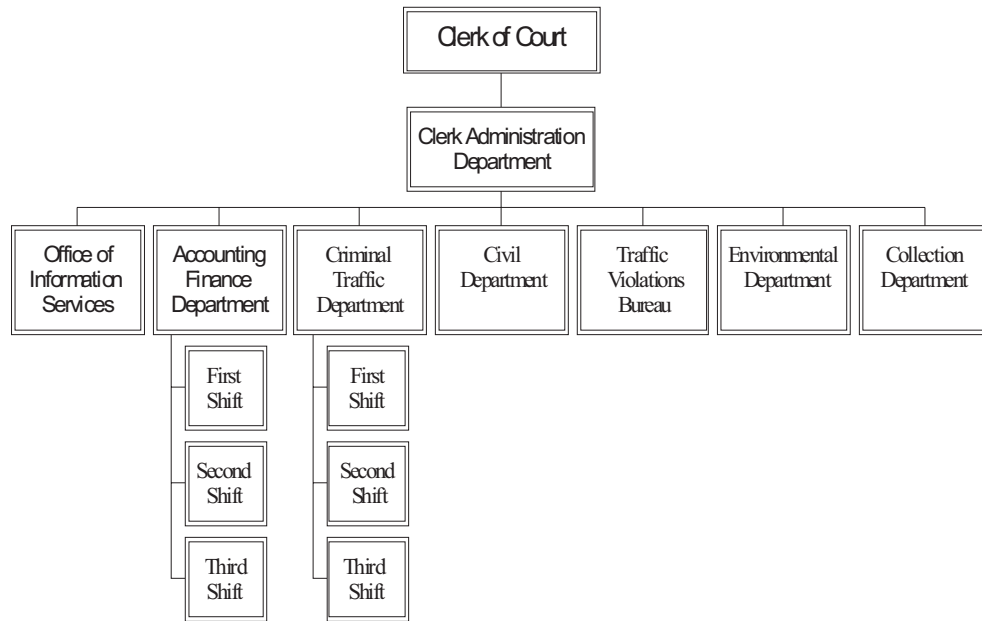 Clerk of Court
Clerk Administration
Department
Office of
Information
Services
Accounting
Finance
Department
Criminal
Traffic
Department
Civil
Department
Traffic
Violations
Bureau
Environmental
Department
Collection
Department
First
Shift
First
Shift
Second
Shift
Second
Shift
Third
Shift
Third
Shift